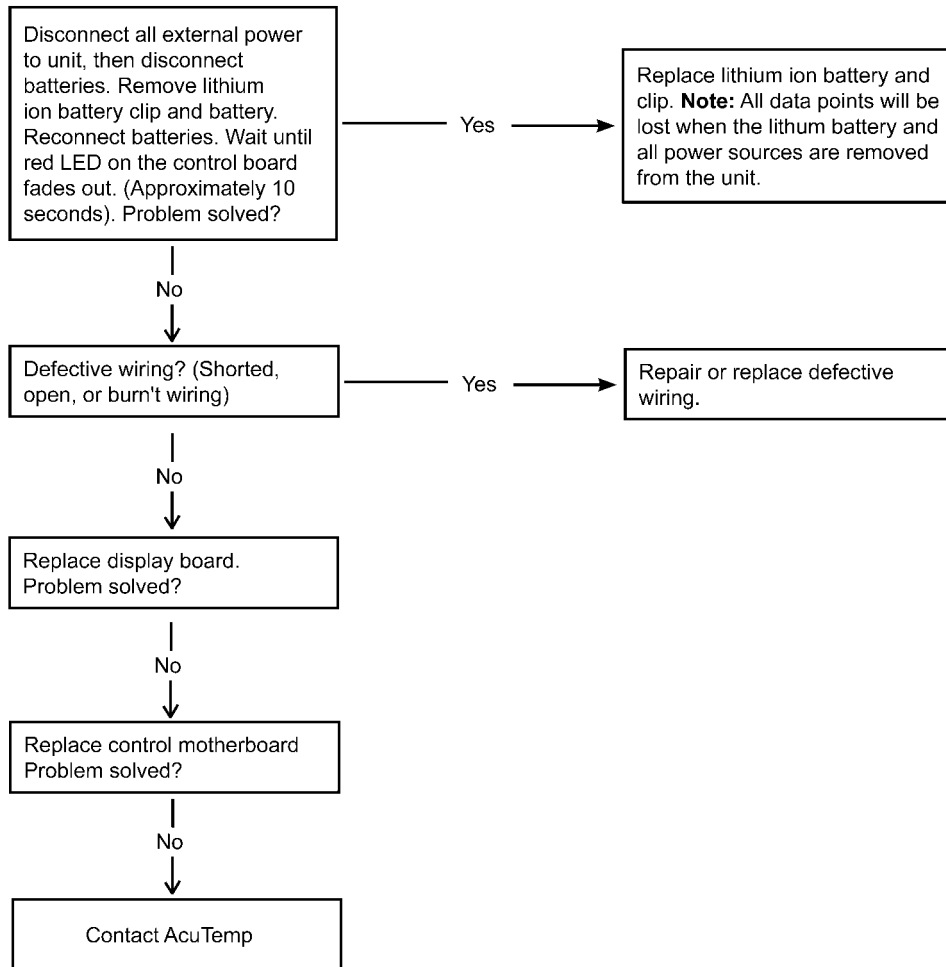 Disconnect all external power
to unit, then disconnect
batteries. Remove lithium
ion battery clip and battery.
Reconnect batteries. Wait until
red LED on the control board
fades out. (Approximately 10
seconds). Problem solved?
Yes
Replace lithium ion battery and
clip. Note: All data points will be
lost when the lithum battery and
all power sources are removed
from the unit.
No
Defective wiring? (Shorted,
open, or burn't wiring)
Yes
Repair or replace defective
wiring.
No
Replace display board.
Problem solved?
No
Replace control motherboard
Problem solved?
No
Contact AcuTemp